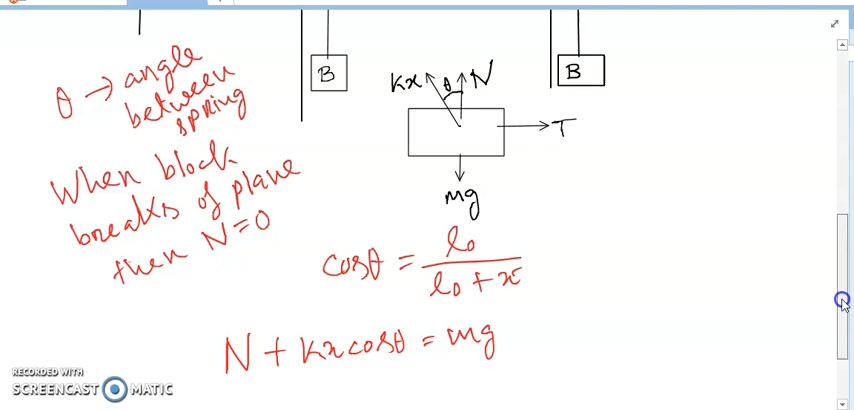 θ → angle
between
spring
When block
breaks of plane
then N=0
B
Kx θ N
T
mg
B
cosθ = l₀ / l₀ + x
N + Kx cosθ = mg
RECORDED WITH
SCREENCAST MATIC